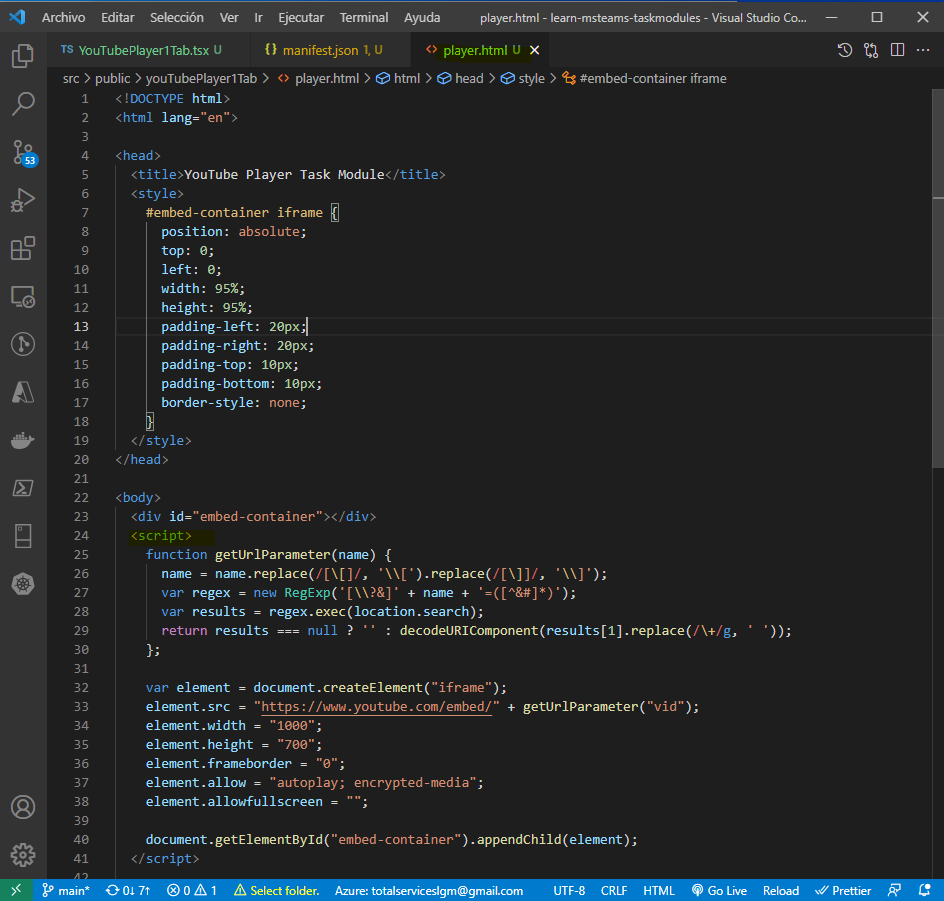 Archivo Editar Selección Ver Ir Ejecutar Terminal Ayuda player.html - learn-msteams-taskmodules - Visual Studio Co...
TS YouTubePlayer1Tab.tsx U {} manifest.json 1, U <> player.html U
src > public > youTubePlayer1Tab > <> player.html > html > head > style > #embed-container iframe
1 <!DOCTYPE html>
2 <html lang="en">
3
4 <head>
5 <title>YouTube Player Task Module</title>
6 <style>
7 #embed-container iframe {
8 position: absolute;
9 top: 0;
10 left: 0;
11 width: 95%;
12 height: 95%;
13 padding-left: 20px;
14 padding-right: 20px;
15 padding-top: 10px;
16 padding-bottom: 10px;
17 border-style: none;
18 }
19 </style>
20 </head>
21
22 <body>
23 <div id="embed-container"></div>
24 <script>
25 function getUrlParameter(name) {
26 name = name.replace(/[\[]/, '\\[').replace(/[\]]/, '\\]');
27 var regex = new RegExp('[\\?&]' + name + '=([^&#]*)');
28 var results = regex.exec(location.search);
29 return results === null ? '' : decodeURIComponent(results[1].replace(/\+/g, ' '));
30 };
31
32 var element = document.createElement("iframe");
33 element.src = "https://www.youtube.com/embed/" + getUrlParameter("vid");
34 element.width = "1000";
35 element.height = "700";
36 element.frameborder = "0";
37 element.allow = "autoplay; encrypted-media";
38 element.allowfullscreen = "";
39
40 document.getElementById("embed-container").appendChild(element);
41 </script>
42
53
main* 0↓ 7↑ 0 1 Select folder. Azure: totalserviceslgm@gmail.com UTF-8 CRLF HTML Go Live Reload Prettier